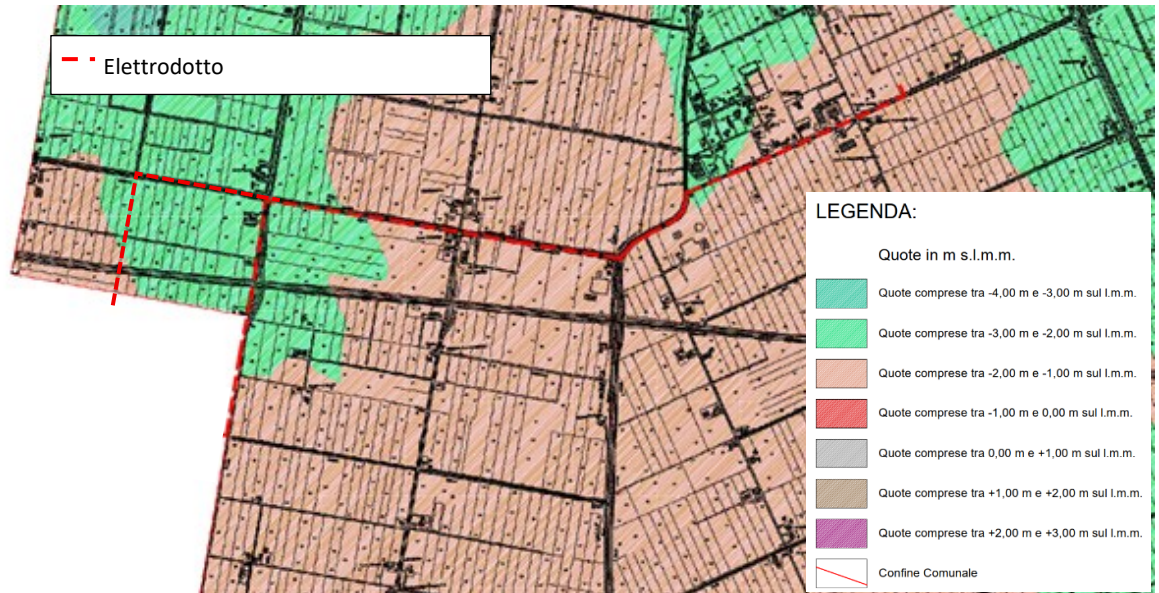 Elettrodotto
LEGENDA:
Quote in m s.l.m.m.
Quote comprese tra -4,00 m e -3,00 m sul l.m.m.
Quote comprese tra -3,00 m e -2,00 m sul l.m.m.
Quote comprese tra -2,00 m e -1,00 m sul l.m.m.
Quote comprese tra -1,00 m e 0,00 m sul l.m.m.
Quote comprese tra 0,00 m e +1,00 m sul l.m.m.
Quote comprese tra +1,00 m e +2,00 m sul l.m.m.
Quote comprese tra +2,00 m e +3,00 m sul l.m.m.
Confine Comunale